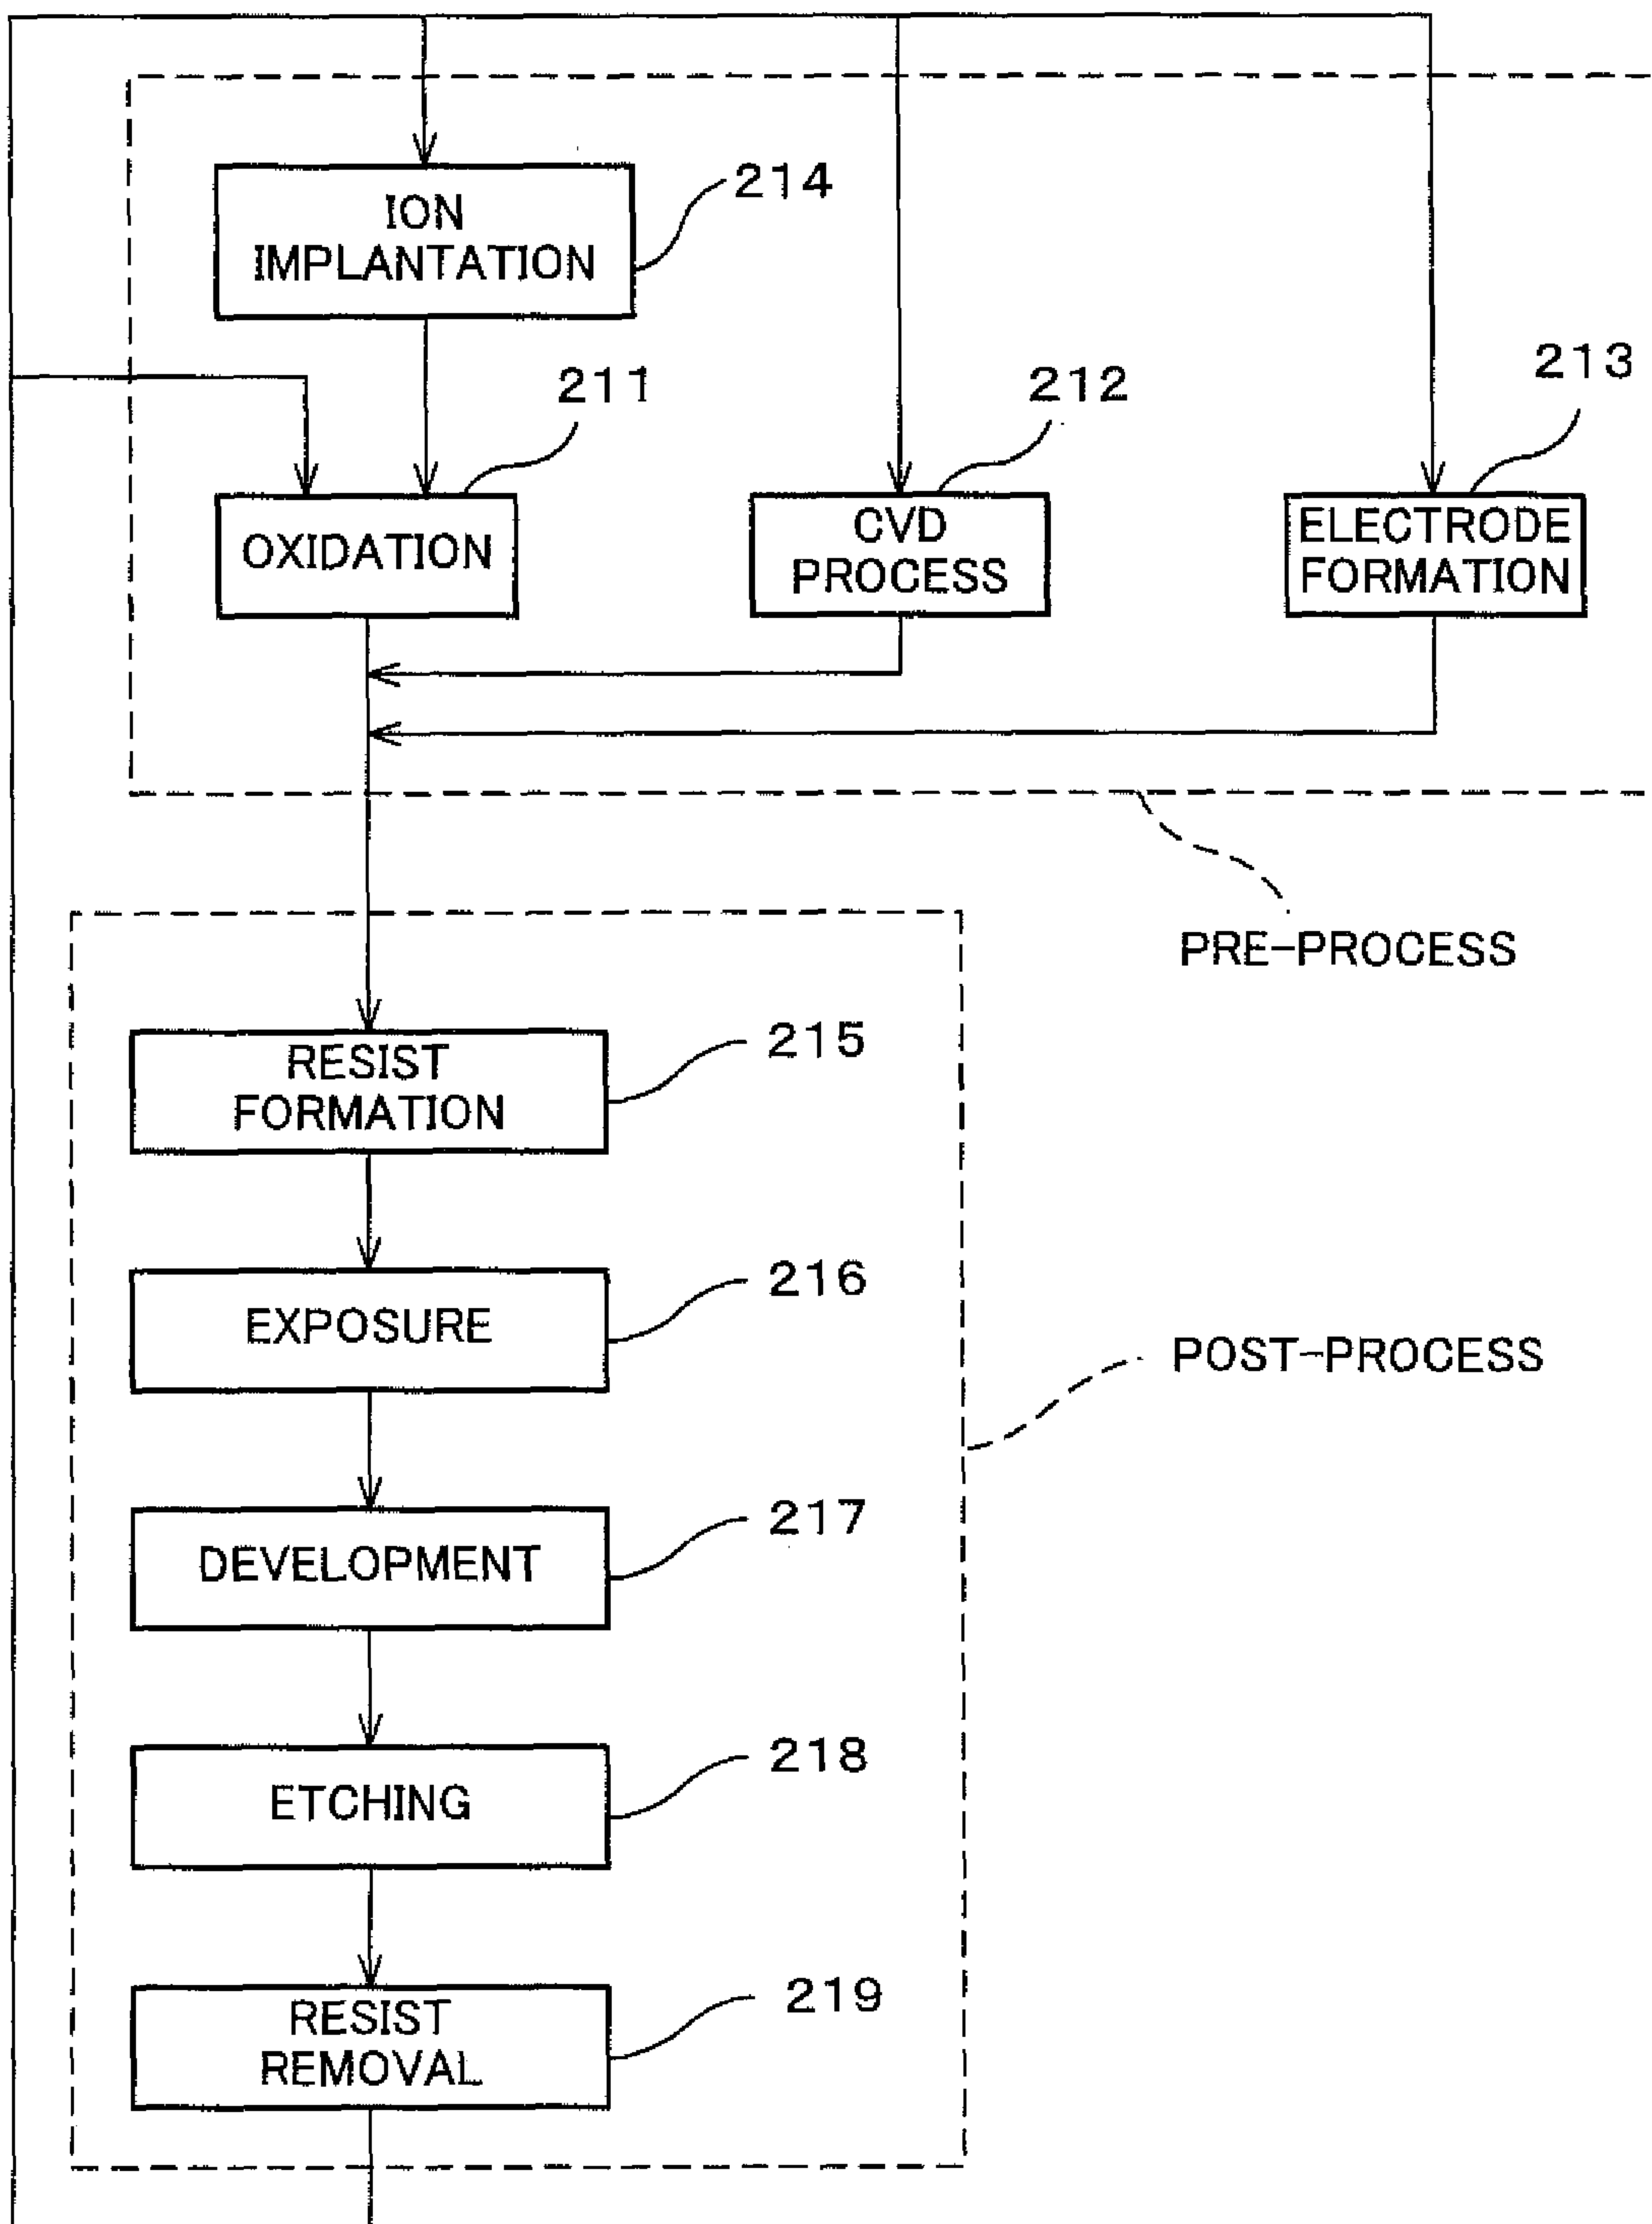 ION
IMPLANTATION
214
211
OXIDATION
212
CVD
PROCESS
213
ELECTRODE
FORMATION
PRE-PROCESS
RESIST
FORMATION
215
EXPOSURE
216
POST-PROCESS
DEVELOPMENT
217
ETCHING
218
RESIST
REMOVAL
219